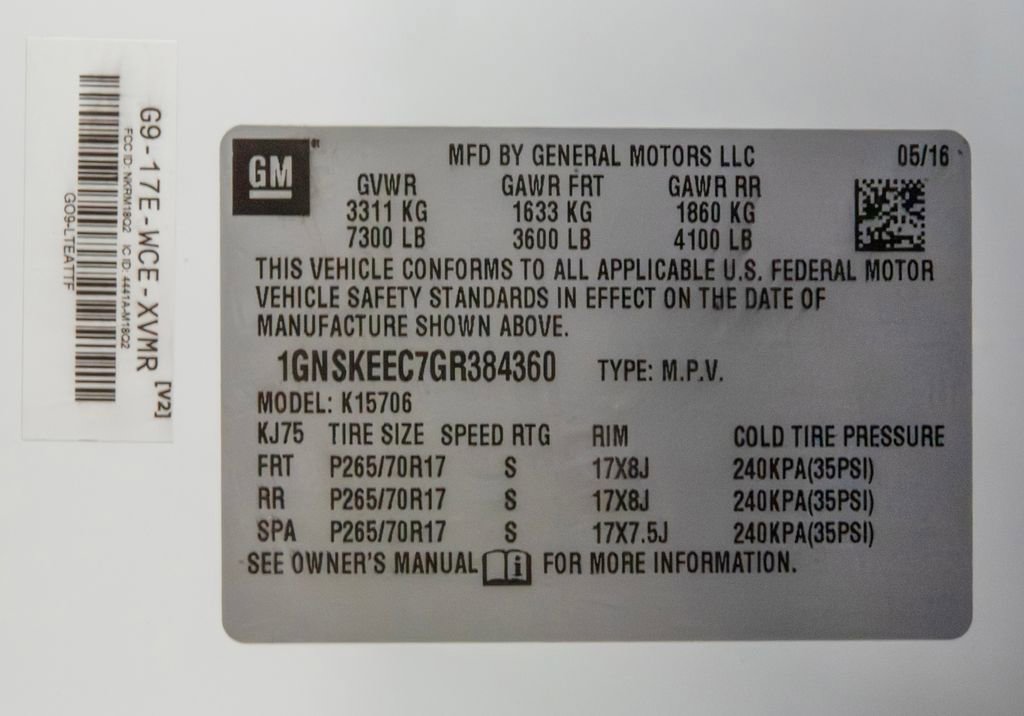 G9-17E-WCE-XVMR [V2]
FCC ID: NKRM18Q2 IC ID: 4441A-M18Q2
GO9-LTEATTF
GM
MFD BY GENERAL MOTORS LLC 05/16
GVWR GAWR FRT GAWR RR
3311 KG 1633 KG 1860 KG
7300 LB 3600 LB 4100 LB
THIS VEHICLE CONFORMS TO ALL APPLICABLE U.S. FEDERAL MOTOR
VEHICLE SAFETY STANDARDS IN EFFECT ON THE DATE OF
MANUFACTURE SHOWN ABOVE.
1GNSKEEC7GR384360 TYPE: M.P.V.
MODEL: K15706
KJ75 TIRE SIZE SPEED RTG RIM COLD TIRE PRESSURE
FRT P265/70R17 S 17X8J 240KPA(35PSI)
RR P265/70R17 S 17X8J 240KPA(35PSI)
SPA P265/70R17 S 17X7.5J 240KPA(35PSI)
SEE OWNER'S MANUAL i FOR MORE INFORMATION.